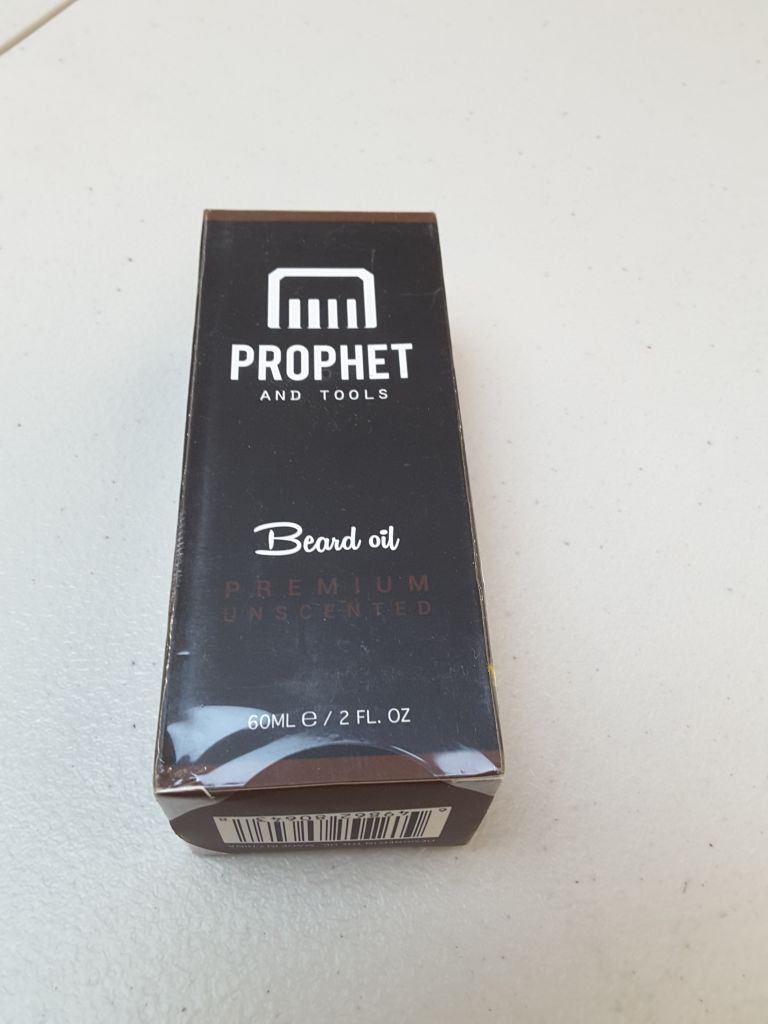 PROPHET
AND TOOLS
Beard oil
PREMIUM
UNSCENTED
60ML ℮ / 2 FL. OZ